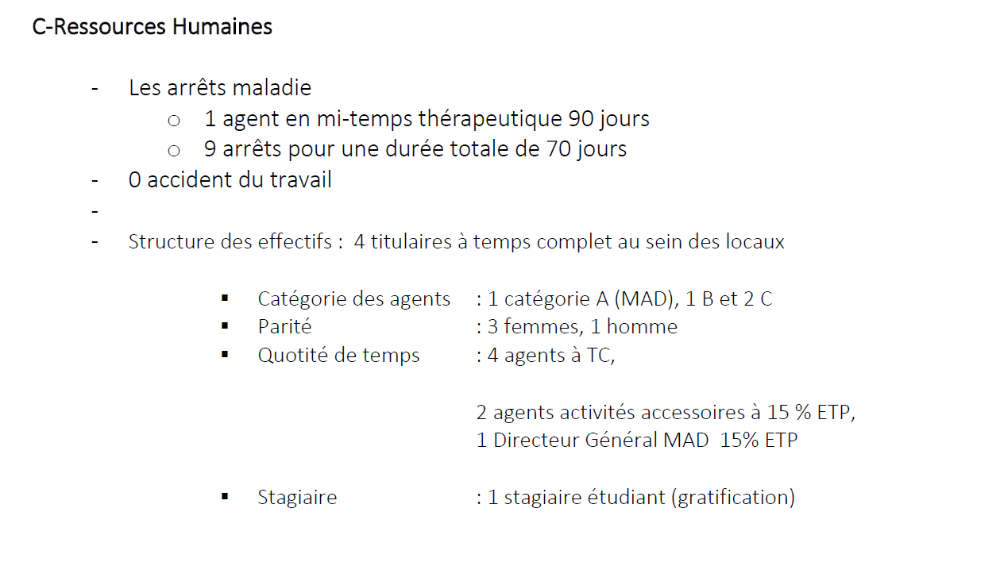 C-Ressources Humaines
- Les arrêts maladie
o 1 agent en mi-temps thérapeutique 90 jours
o 9 arrêts pour une durée totale de 70 jours
- 0 accident du travail
-
- Structure des effectifs : 4 titulaires à temps complet au sein des locaux
▪ Catégorie des agents : 1 catégorie A (MAD), 1 B et 2 C
▪ Parité : 3 femmes, 1 homme
▪ Quotité de temps : 4 agents à TC,
2 agents activités accessoires à 15 % ETP,
1 Directeur Général MAD 15% ETP
▪ Stagiaire : 1 stagiaire étudiant (gratification)